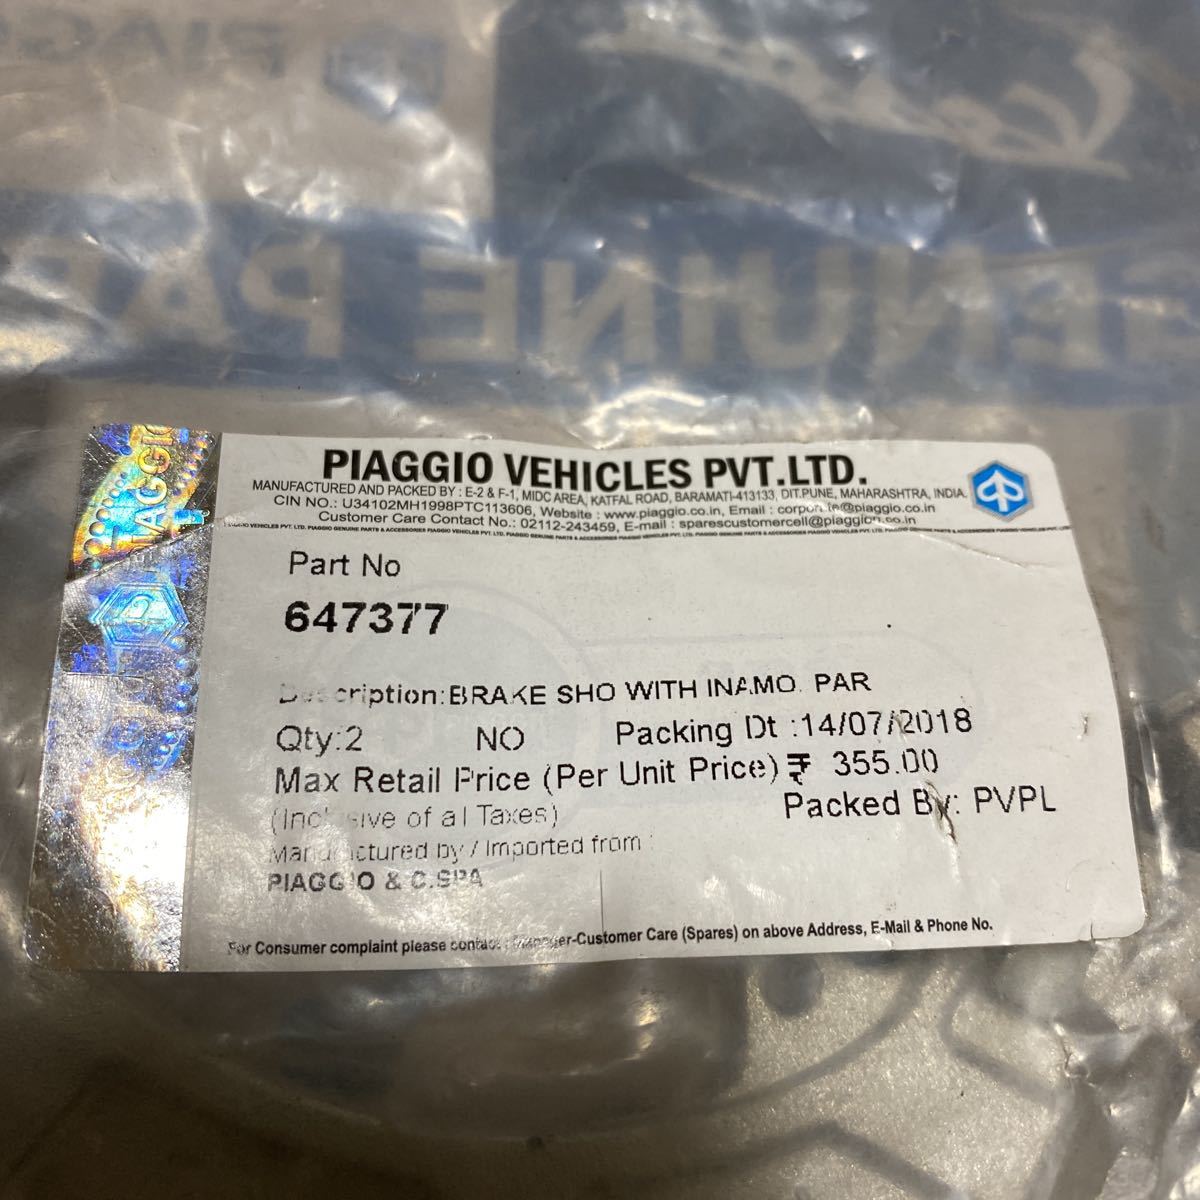 PIAGGIO
GENUINE PAR
PIAGGIO
PIAGGIO VEHICLES PVT.LTD.
MANUFACTURED AND PACKED BY : E-2 & F-1, MIDC AREA, KATFAL ROAD, BARAMATI-413133, DIT.PUNE, MAHARASHTRA, INDIA.
CIN NO.: U34102MH1998PTC113606, Website : www.piaggio.co.in, Email : corporate@piaggio.co.in
Customer Care Contact No.: 02112-243459, E-mail : sparescustomercell@piaggio.co.in
Part No
647377
Description:BRAKE SHO WITH INAMO. PAR
Qty:2 NO Packing Dt :14/07/2018
Max Retail Price (Per Unit Price) ₹ 355.00
(Inclusive of all Taxes) Packed By: PVPL
Manufactured by / Imported from :
PIAGGIO & C.SPA
For Consumer complaint please contact : Manager-Customer Care (Spares) on above Address, E-Mail & Phone No.